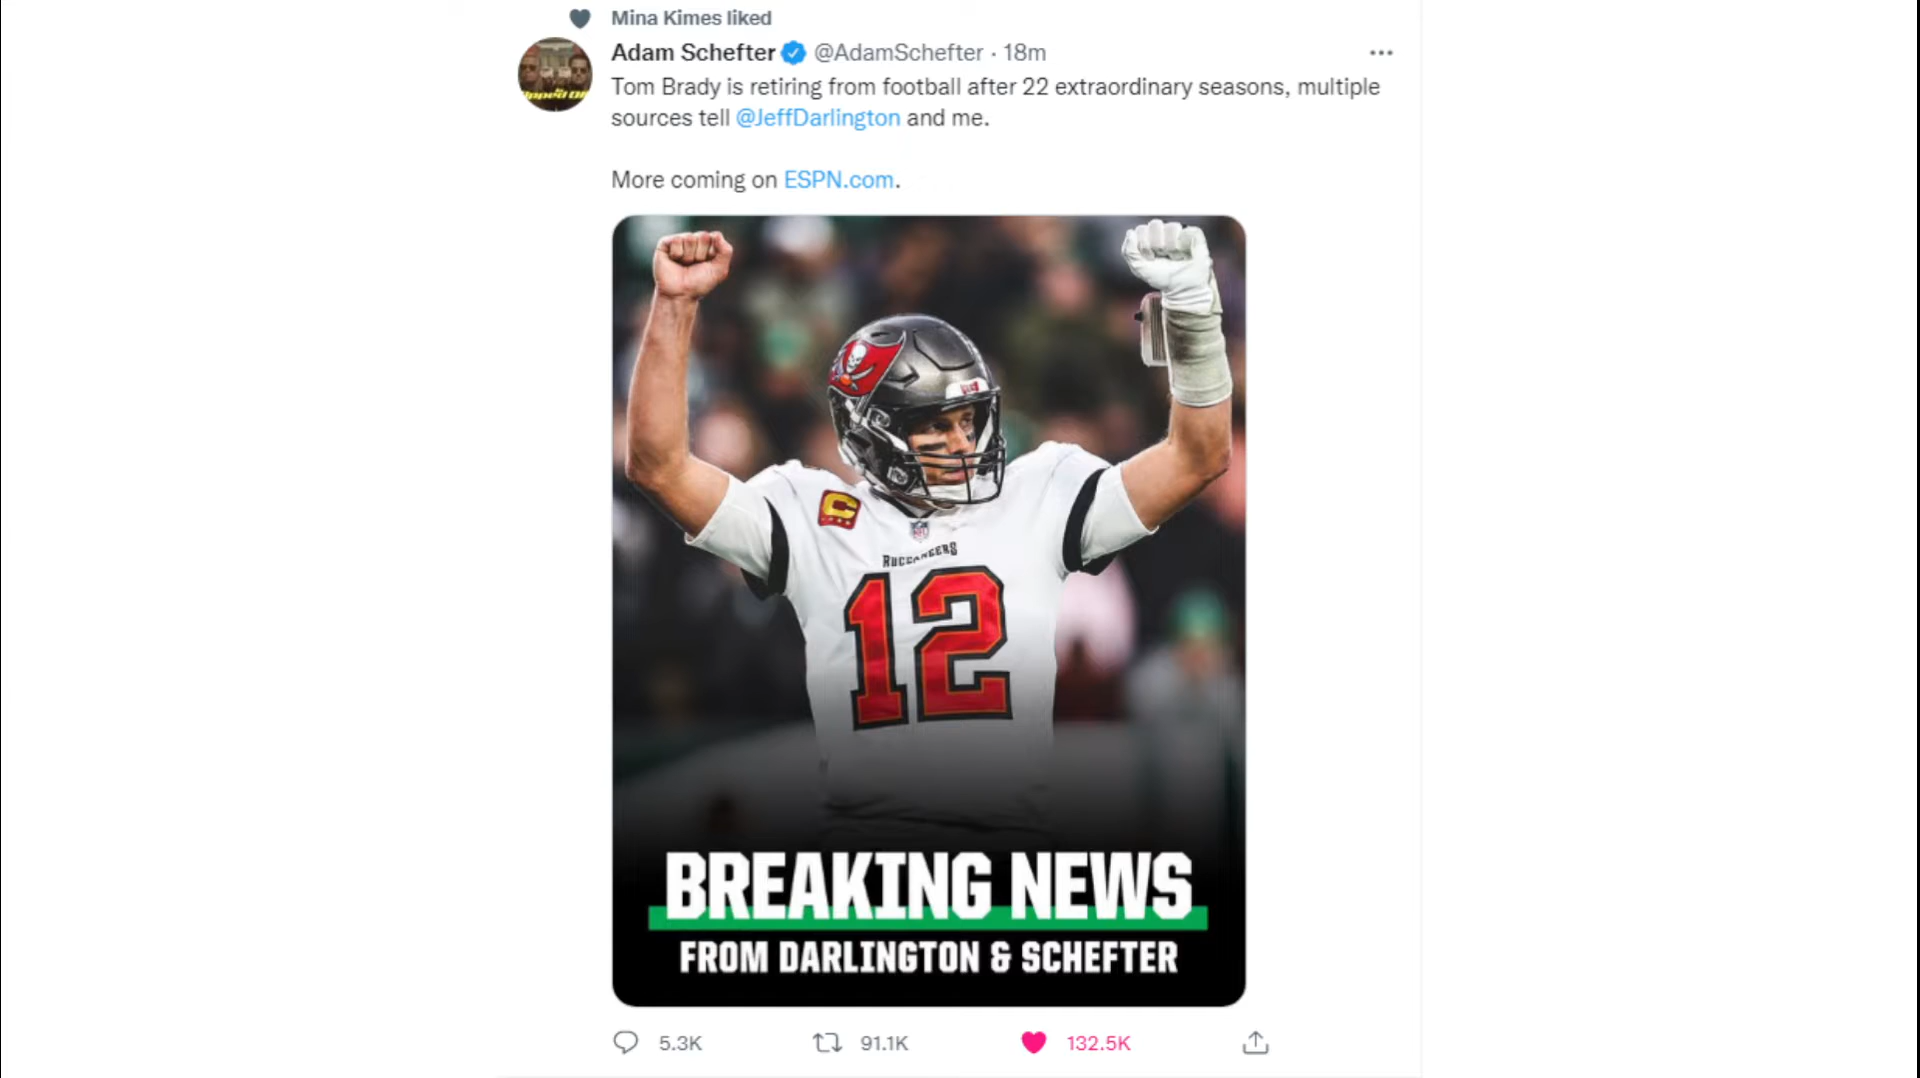 Mina Kimes liked
Adam Schefter @AdamSchefter · 18m
Tom Brady is retiring from football after 22 extraordinary seasons, multiple
sources tell @JeffDarlington and me.
More coming on ESPN.com.
C
NFL
BUCCANEERS
12
BREAKING NEWS
FROM DARLINGTON & SCHEFTER
5.3K 91.1K 132.5K